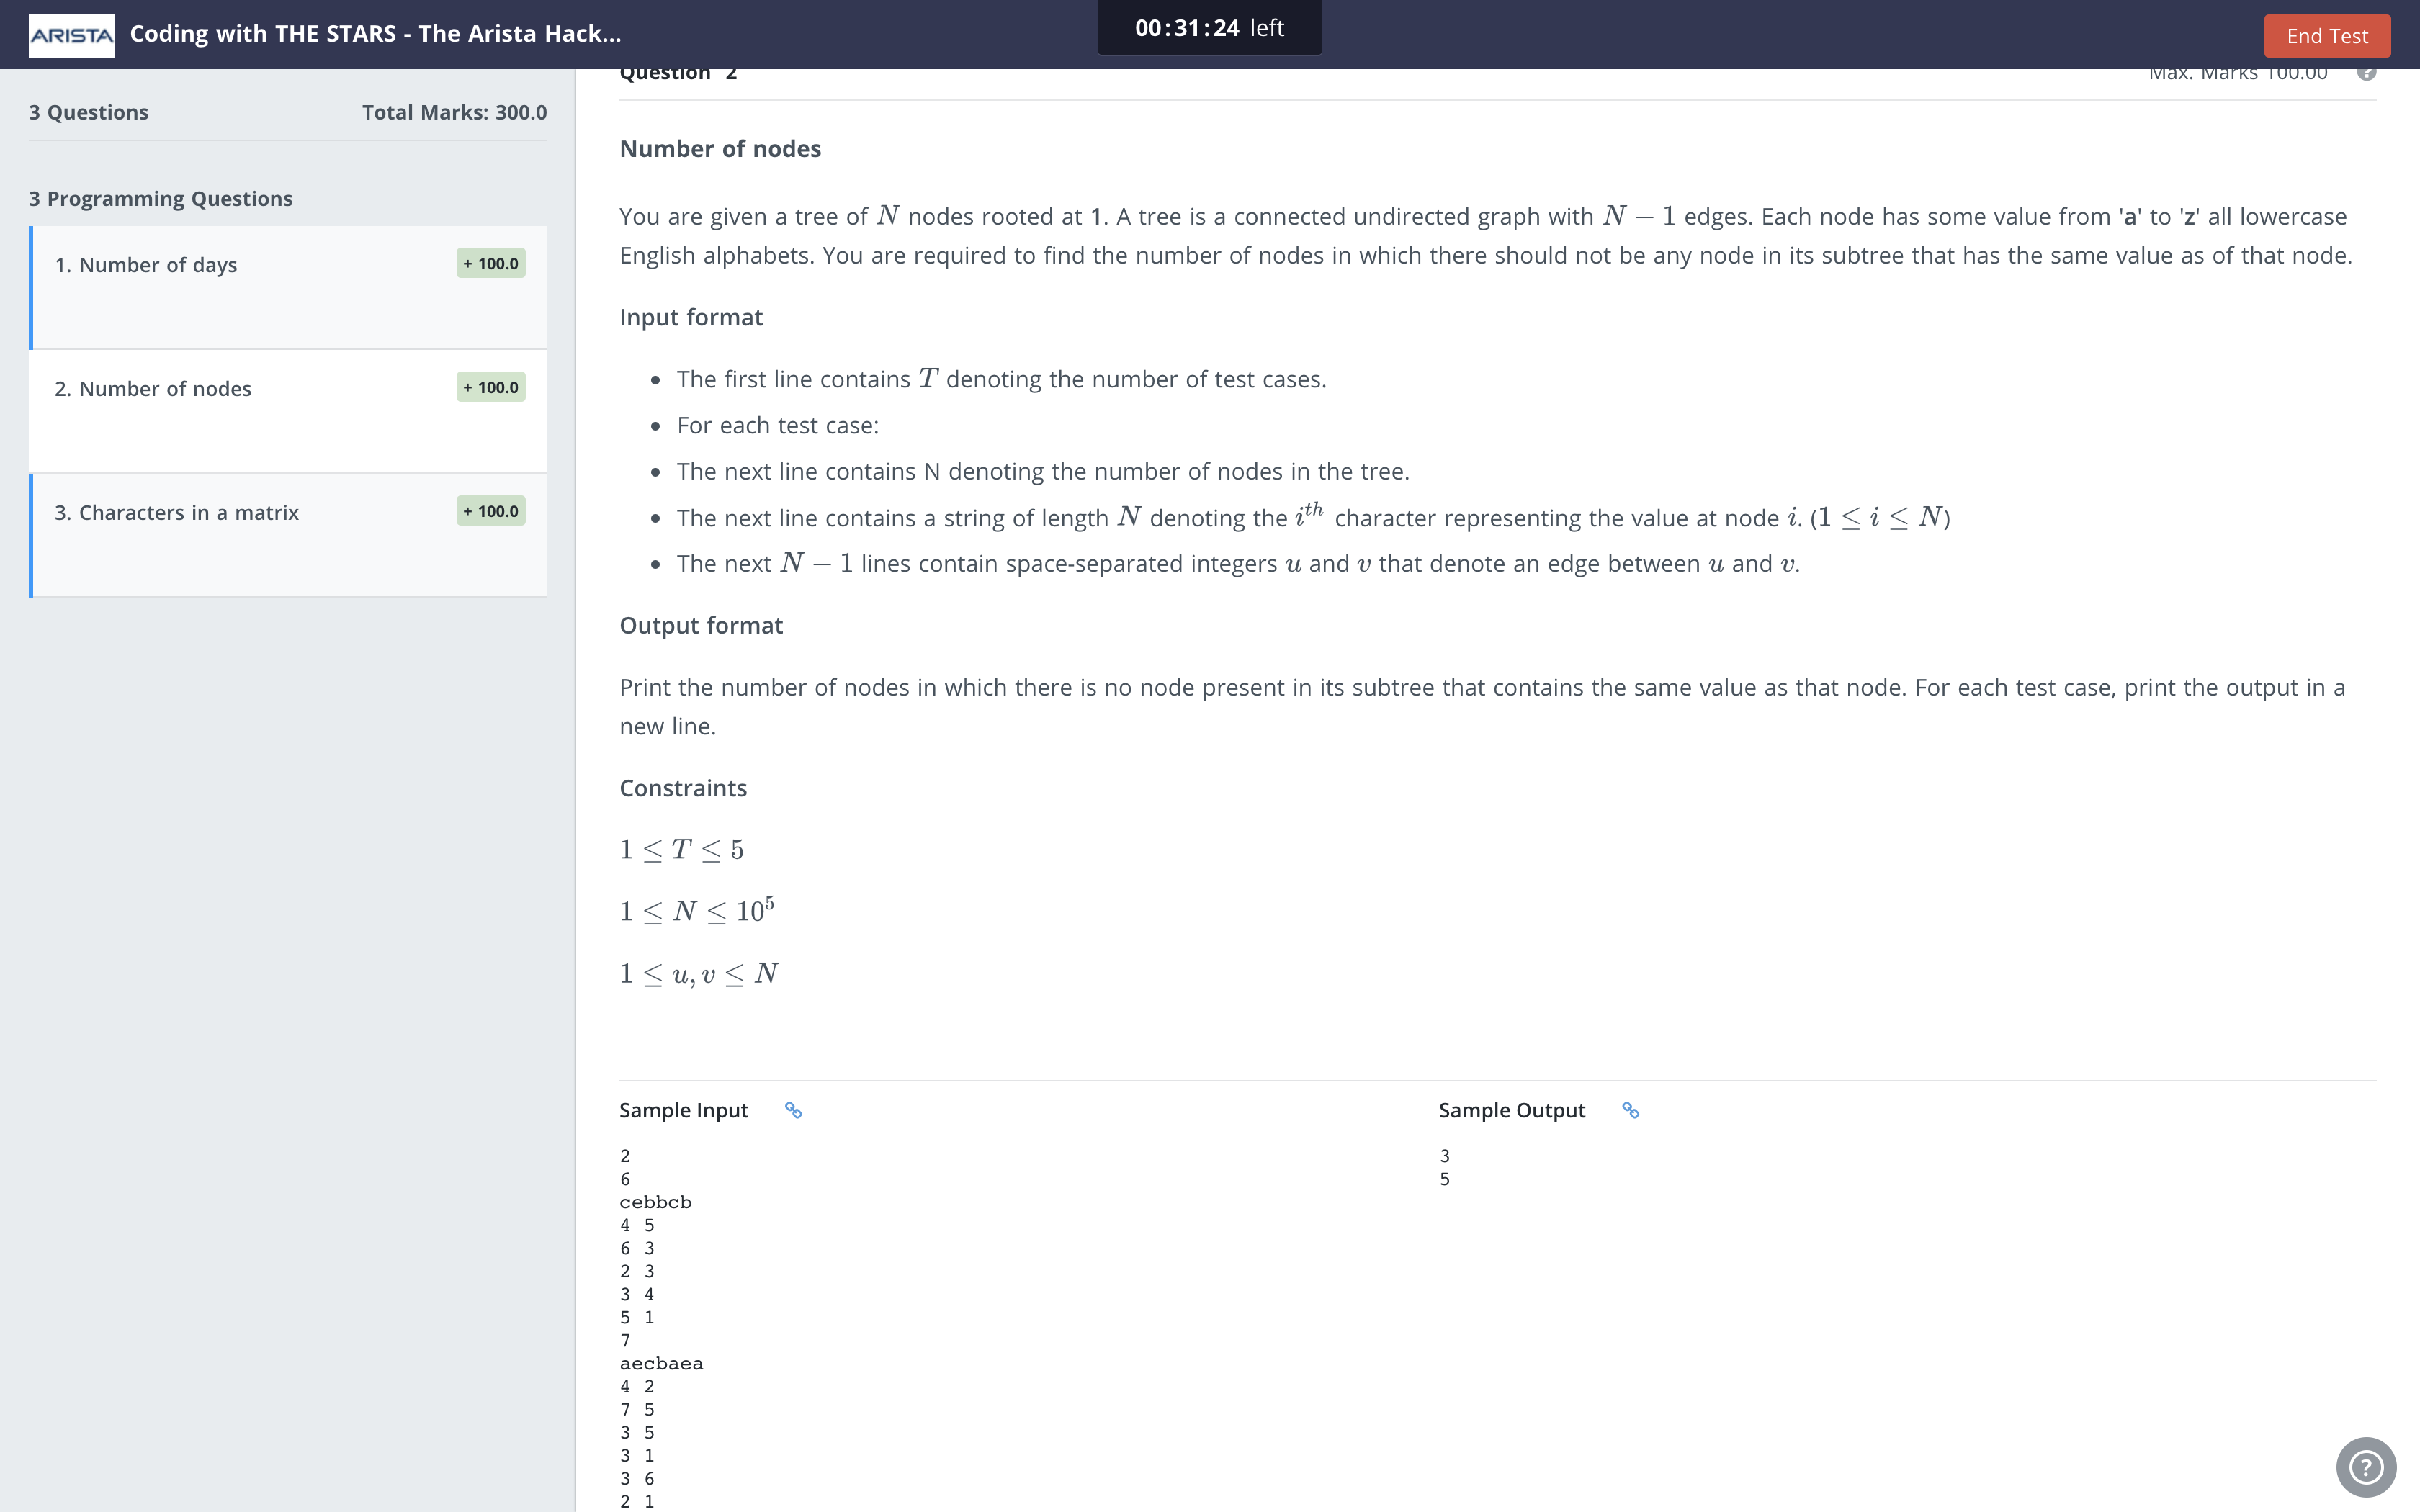 ARISTA Coding with THE STARS - The Arista Hack...
00:31:24 left
End Test
3 Questions Total Marks: 300.0
3 Programming Questions
1. Number of days + 100.0
2. Number of nodes + 100.0
3. Characters in a matrix + 100.0
Question 2 Max. Marks 100.00 ?
Number of nodes
You are given a tree of N nodes rooted at 1. A tree is a connected undirected graph with N − 1 edges. Each node has some value from 'a' to 'z' all lowercase
English alphabets. You are required to find the number of nodes in which there should not be any node in its subtree that has the same value as of that node.
Input format
• The first line contains T denoting the number of test cases.
• For each test case:
• The next line contains N denoting the number of nodes in the tree.
• The next line contains a string of length N denoting the i^th character representing the value at node i. (1 ≤ i ≤ N)
• The next N − 1 lines contain space-separated integers u and v that denote an edge between u and v.
Output format
Print the number of nodes in which there is no node present in its subtree that contains the same value as that node. For each test case, print the output in a
new line.
Constraints
1 ≤ T ≤ 5
1 ≤ N ≤ 10^5
1 ≤ u, v ≤ N
Sample Input
2
6
cebbcb
4 5
6 3
2 3
3 4
5 1
7
aecbaea
4 2
7 5
3 5
3 1
3 6
2 1
Sample Output
3
5
?